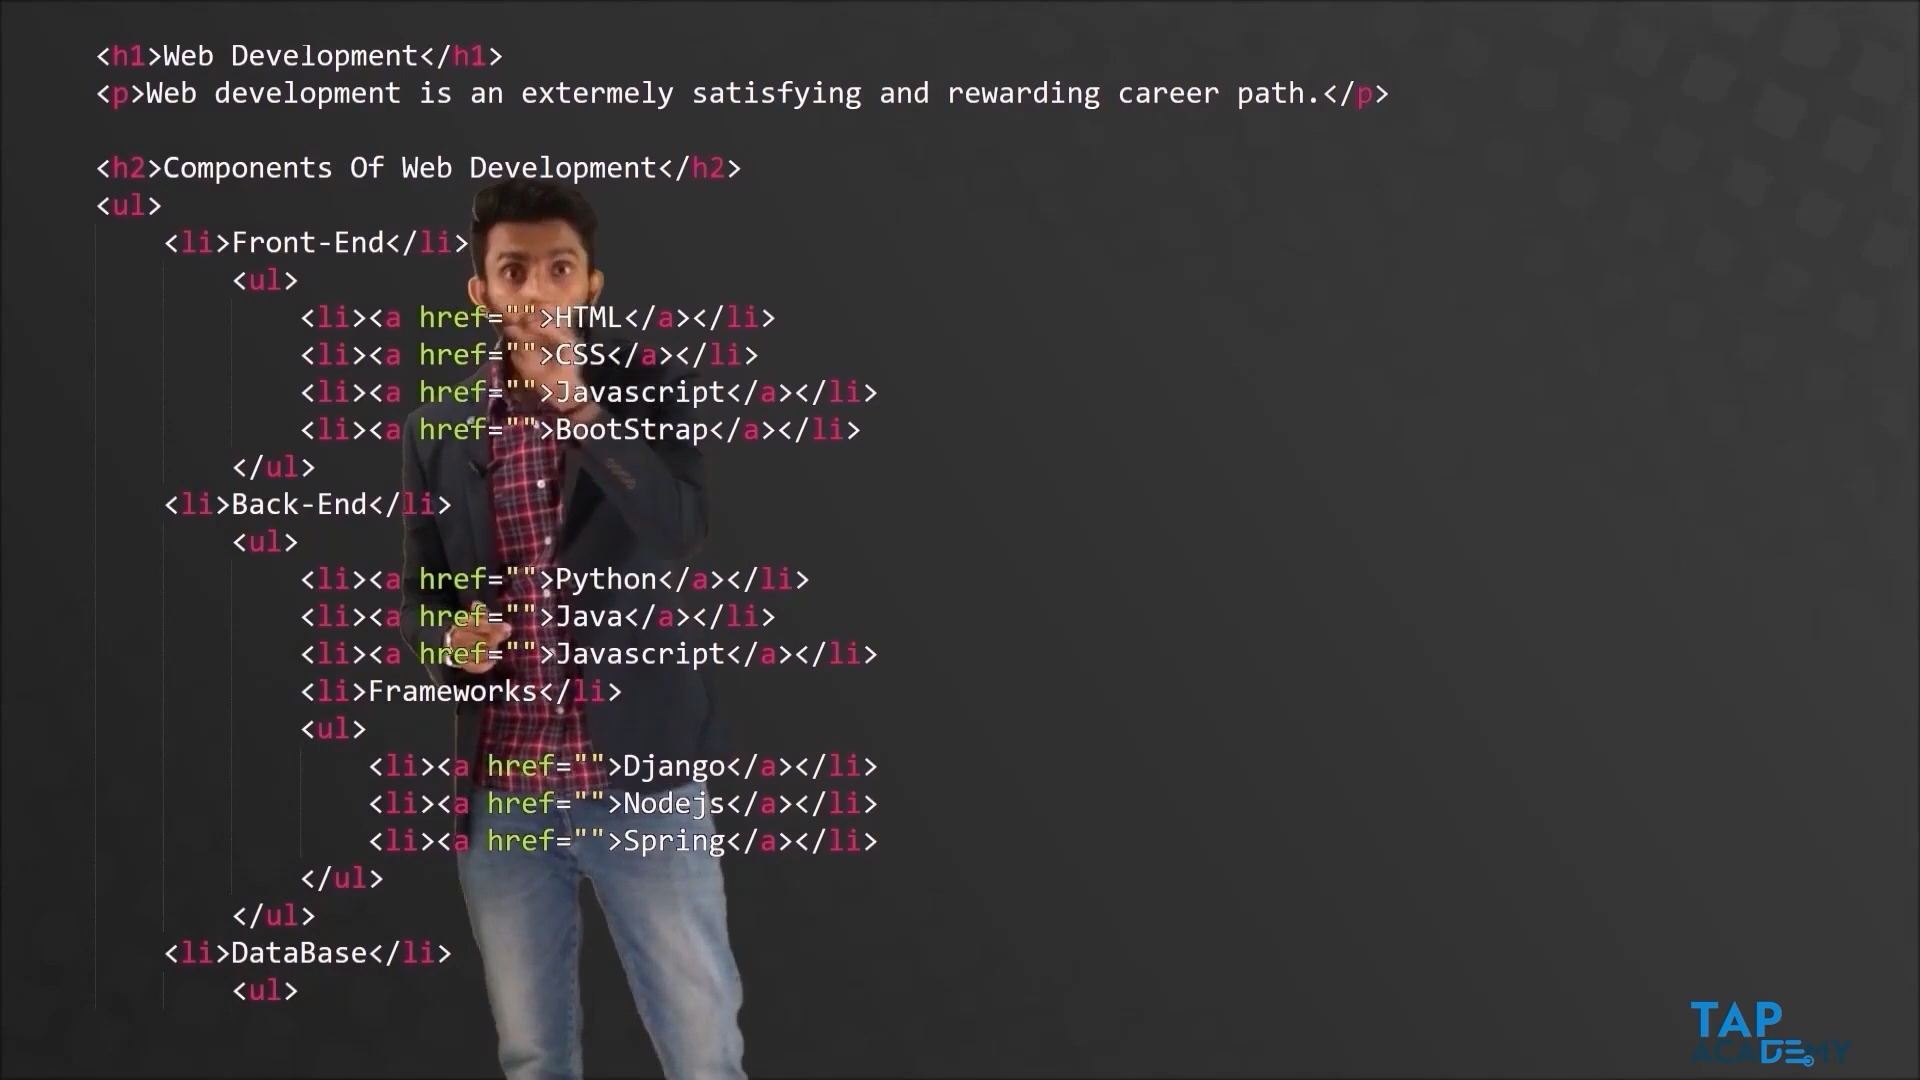 <h1>Web Development</h1>
<p>Web development is an extermely satisfying and rewarding career path.</p>
<h2>Components Of Web Development</h2>
<ul>
<li>Front-End</li>
<ul>
<li><a href="">HTML</a></li>
<li><a href="">CSS</a></li>
<li><a href="">Javascript</a></li>
<li><a href="">BootStrap</a></li>
</ul>
<li>Back-End</li>
<ul>
<li><a href="">Python</a></li>
<li><a href="">Java</a></li>
<li><a href="">Javascript</a></li>
<li>Frameworks</li>
<ul>
<li><a href="">Django</a></li>
<li><a href="">Nodejs</a></li>
<li><a href="">Spring</a></li>
</ul>
</ul>
<li>DataBase</li>
<ul>
TAP
ACADEMY